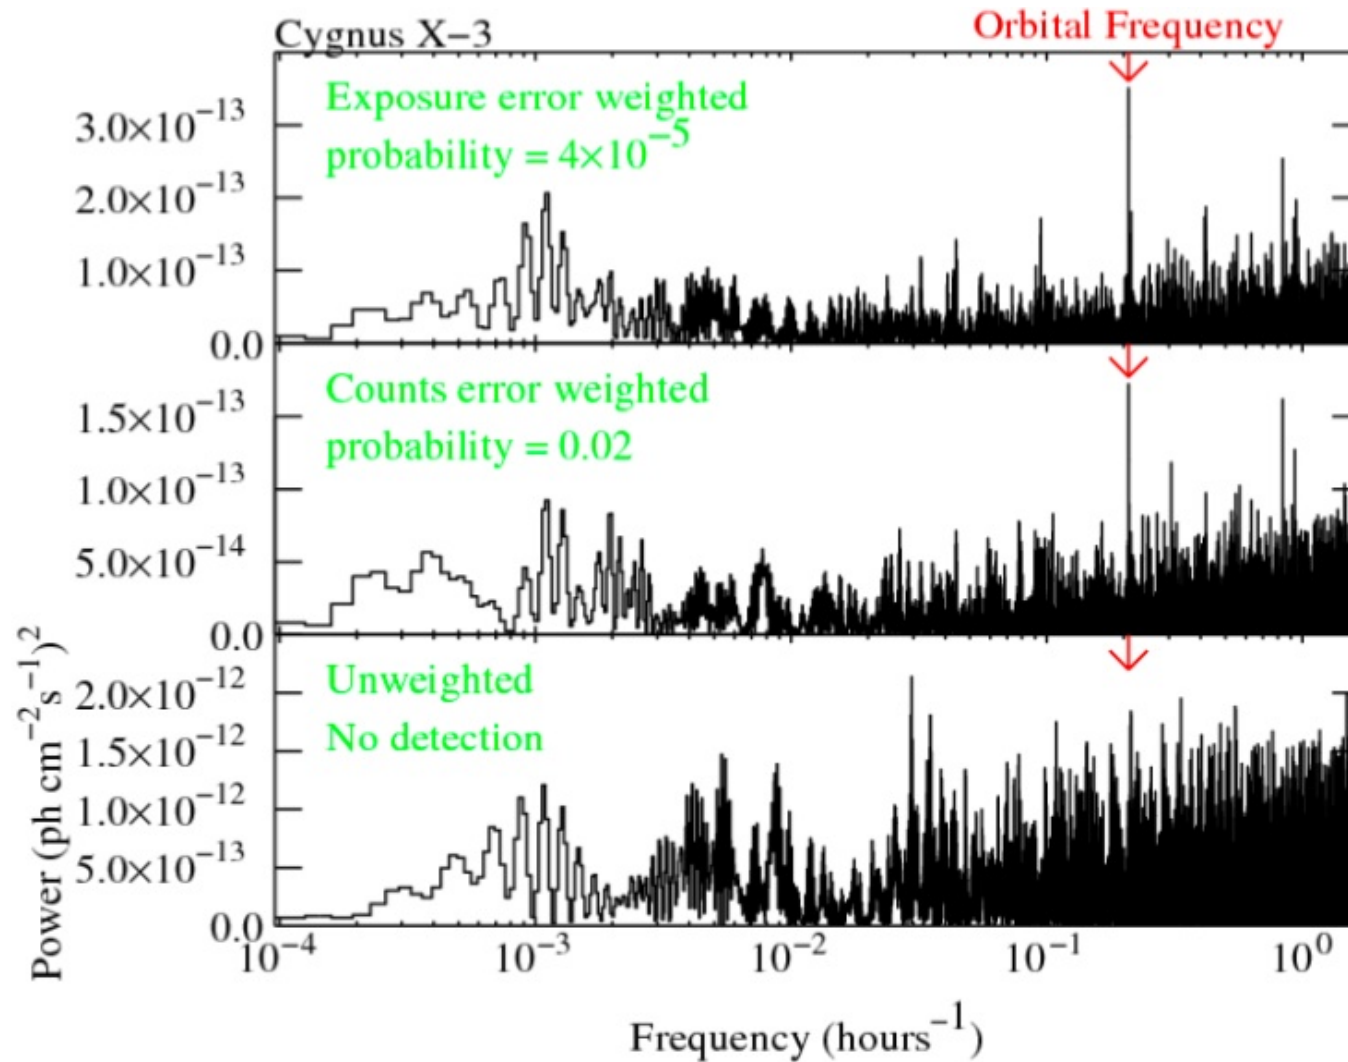 Cygnus X−3
Orbital Frequency
Exposure error weighted
probability = 4×10⁻⁵
3.0×10⁻¹³
2.0×10⁻¹³
1.0×10⁻¹³
0.0
Counts error weighted
probability = 0.02
1.5×10⁻¹³
1.0×10⁻¹³
5.0×10⁻¹⁴
0.0
Unweighted
No detection
2.0×10⁻¹²
1.5×10⁻¹²
1.0×10⁻¹²
5.0×10⁻¹³
0.0
Power (ph cm⁻²s⁻¹)²
10⁻⁴ 10⁻³ 10⁻² 10⁻¹ 10⁰
Frequency (hours⁻¹)